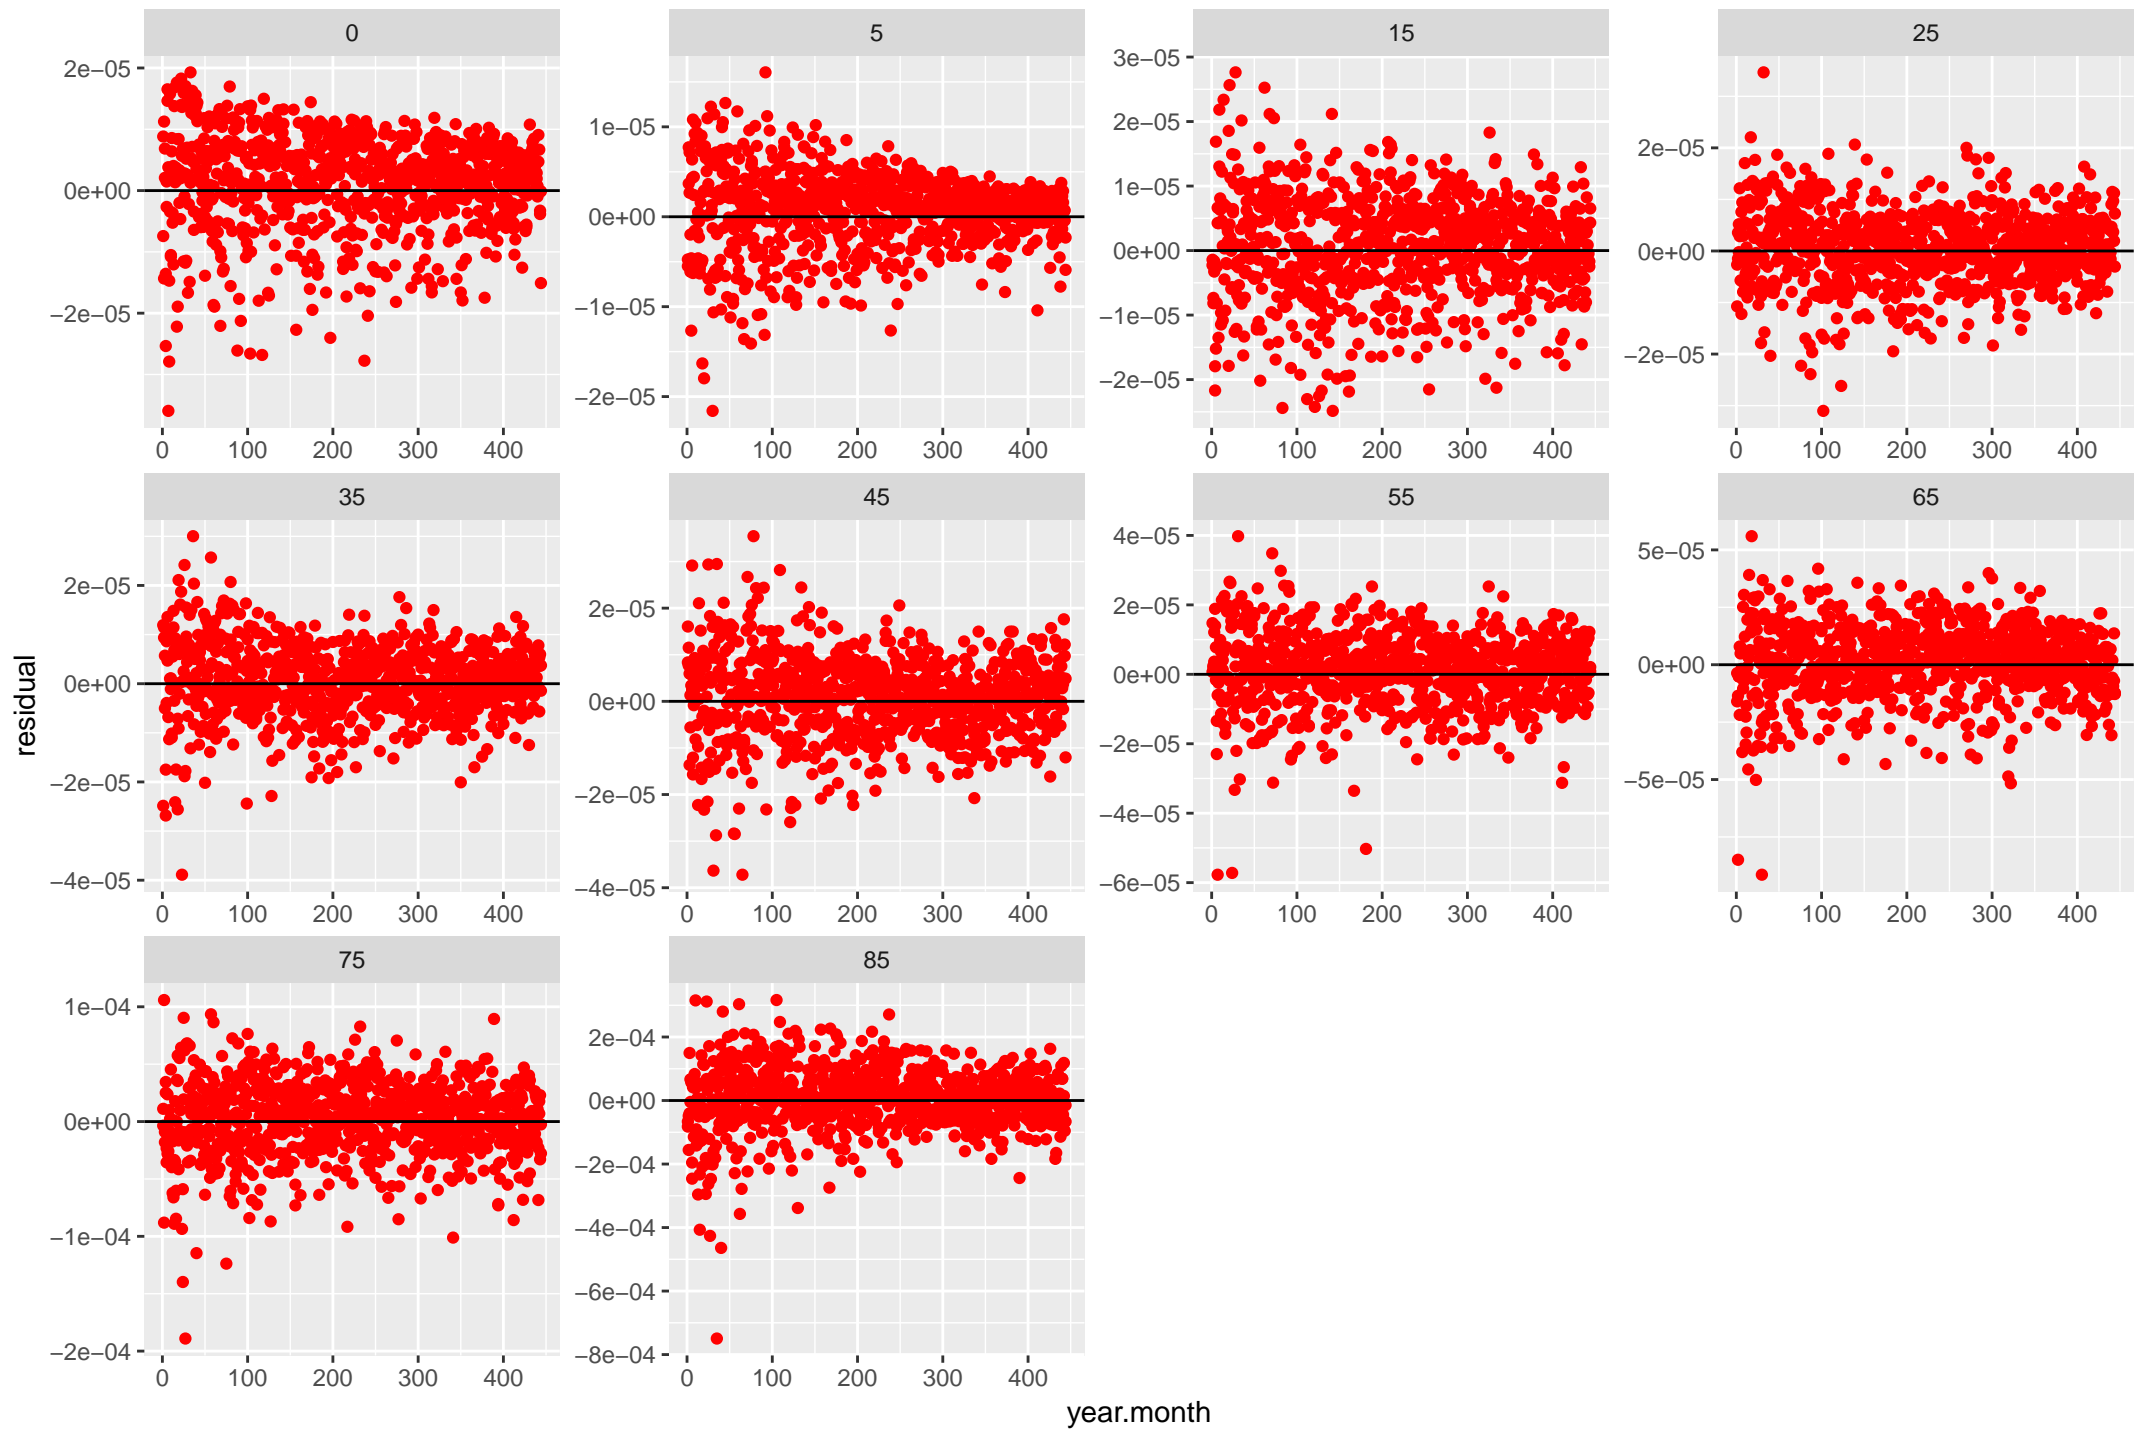 0 5 15 25
2e−05
0e+00
−2e−05
1e−05
0e+00
−1e−05
−2e−05
3e−05
2e−05
1e−05
0e+00
−1e−05
−2e−05
2e−05
0e+00
−2e−05
0 100 200 300 400 0 100 200 300 400 0 100 200 300 400 0 100 200 300 400
35 45 55 65
2e−05
0e+00
−2e−05
−4e−05
2e−05
0e+00
−2e−05
−4e−05
4e−05
2e−05
0e+00
−2e−05
−4e−05
−6e−05
5e−05
0e+00
−5e−05
0 100 200 300 400 0 100 200 300 400 0 100 200 300 400 0 100 200 300 400
75 85
1e−04
0e+00
−1e−04
−2e−04
2e−04
0e+00
−2e−04
−4e−04
−6e−04
−8e−04
0 100 200 300 400 0 100 200 300 400
residual
year.month